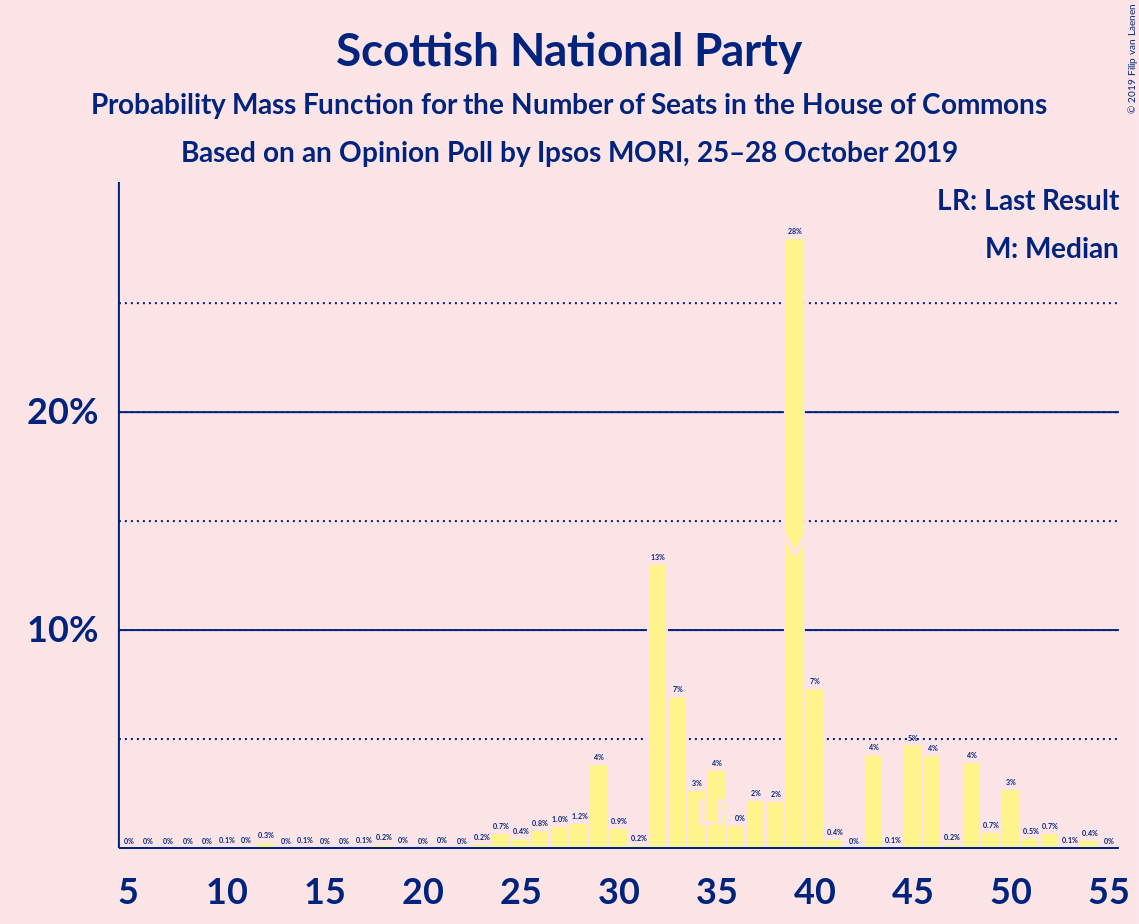 Scottish National Party
Probability Mass Function for the Number of Seats in the House of Commons
Based on an Opinion Poll by Ipsos MORI, 25–28 October 2019
© 2019 Filip van Laenen
LR: Last Result
M: Median
20%
10%
0% 0% 0% 0% 0% 0.1% 0% 0.3% 0% 0.1% 0% 0% 0.1% 0.2% 0% 0% 0% 0% 0.2% 0.7% 0.4% 0.8% 1.0% 1.2% 4% 0.9% 0.2% 13% 7% 3% 4% 0% 2% 2% 28% 7% 0.4% 0% 4% 0.1% 5% 4% 0.2% 4% 0.7% 3% 0.5% 0.7% 0.1% 0.4% 0%
5 10 15 20 25 30 35 40 45 50 55